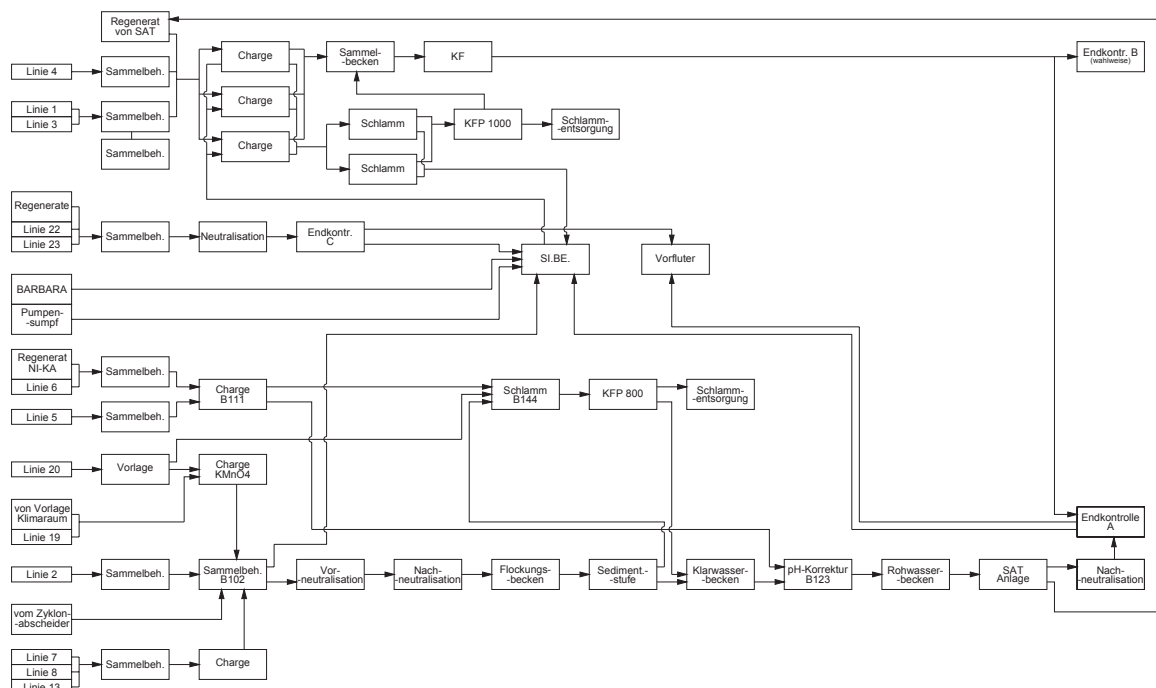 Regenerat
von SAT
Linie 4
Sammelbeh.
Charge
Sammel-
-becken
KF
Endkontr. B
(wahlweise)
Linie 1
Linie 3
Sammelbeh.
Charge
Sammelbeh.
Charge
Schlamm
KFP 1000
Schlamm-
-entsorgung
Schlamm
Regenerate
Linie 22
Linie 23
Sammelbeh.
Neutralisation
Endkontr.
C
SI.BE.
Vorfluter
BARBARA
Pumpen-
-sumpf
Regenerat
NI-KA
Linie 6
Sammelbeh.
Charge
B111
Schlamm
B144
KFP 800
Schlamm-
-entsorgung
Linie 5
Sammelbeh.
Linie 20
Vorlage
Charge
KMnO4
von Vorlage
Klimaraum
Linie 19
Endkontrolle
A
Linie 2
Sammelbeh.
Sammelbeh.
B102
Vor-
-neutralisation
Nach-
-neutralisation
Flockungs-
-becken
Sediment.-
-stufe
Klarwasser-
-becken
pH-Korrektur
B123
Rohwasser-
-becken
SAT
Anlage
Nach-
-neutralisation
vom Zyklon-
-abscheider
Linie 7
Linie 8
Linie 13
Sammelbeh.
Charge